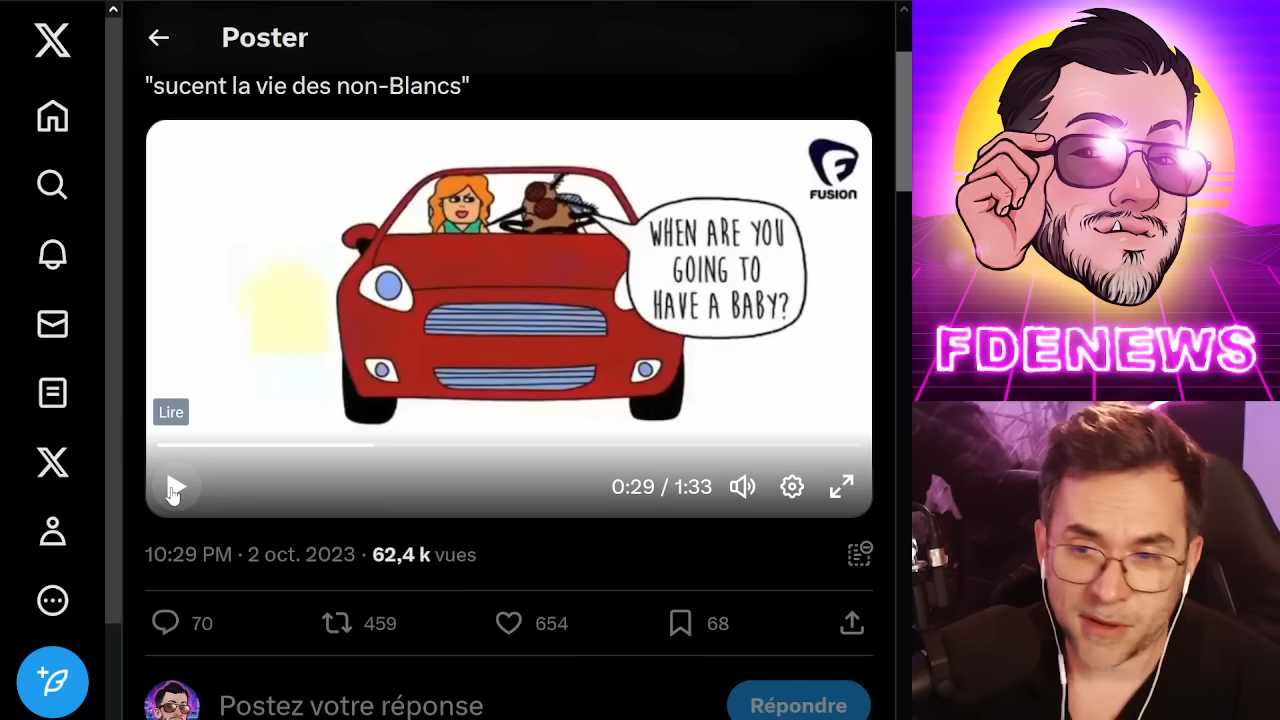 Poster
"sucent la vie des non-Blancs"
FUSION
WHEN ARE YOU
GOING TO
HAVE A BABY?
Lire
0:29 / 1:33
10:29 PM · 2 oct. 2023 · 62,4 k vues
70
459
654
68
Postez votre réponse
Répondre
FDENEWS